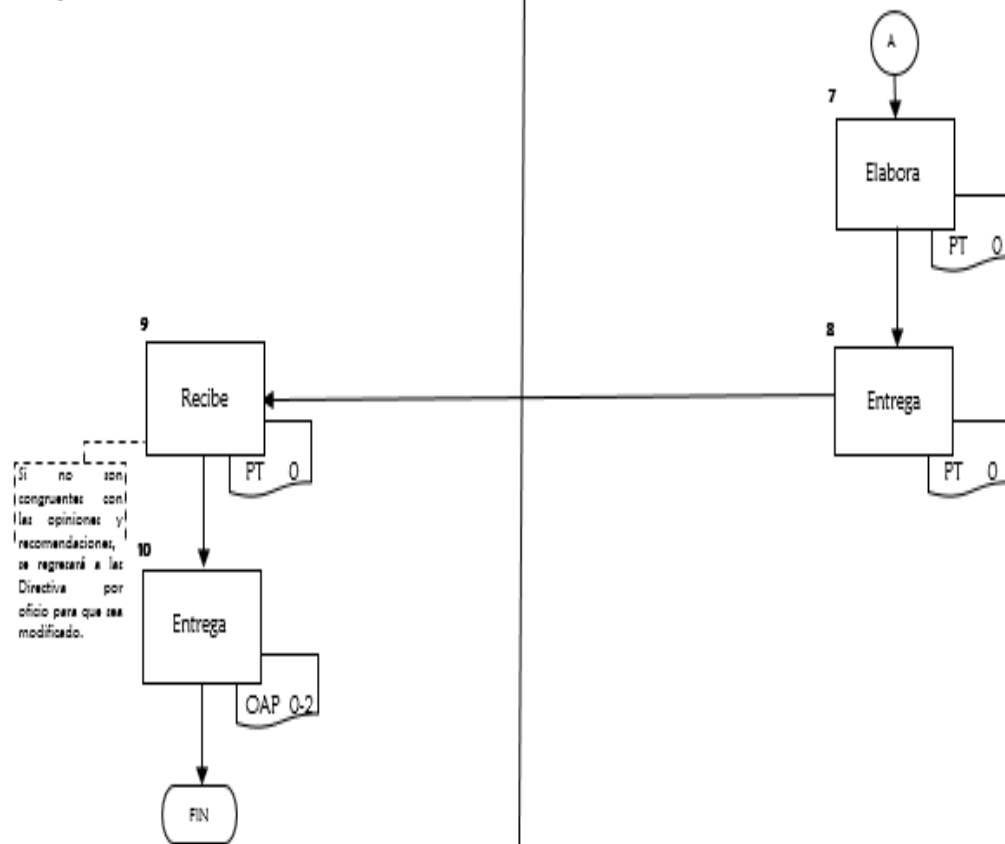 A
7
Elabora
PT 0
8
Entrega
PT 0
9
Recibe
PT 0
Si no son
congruentes con
las opiniones y
recomendaciones,
se regresará a las
Directiva por
oficio para que sea
modificado.
10
Entrega
OAP 0-2
FIN